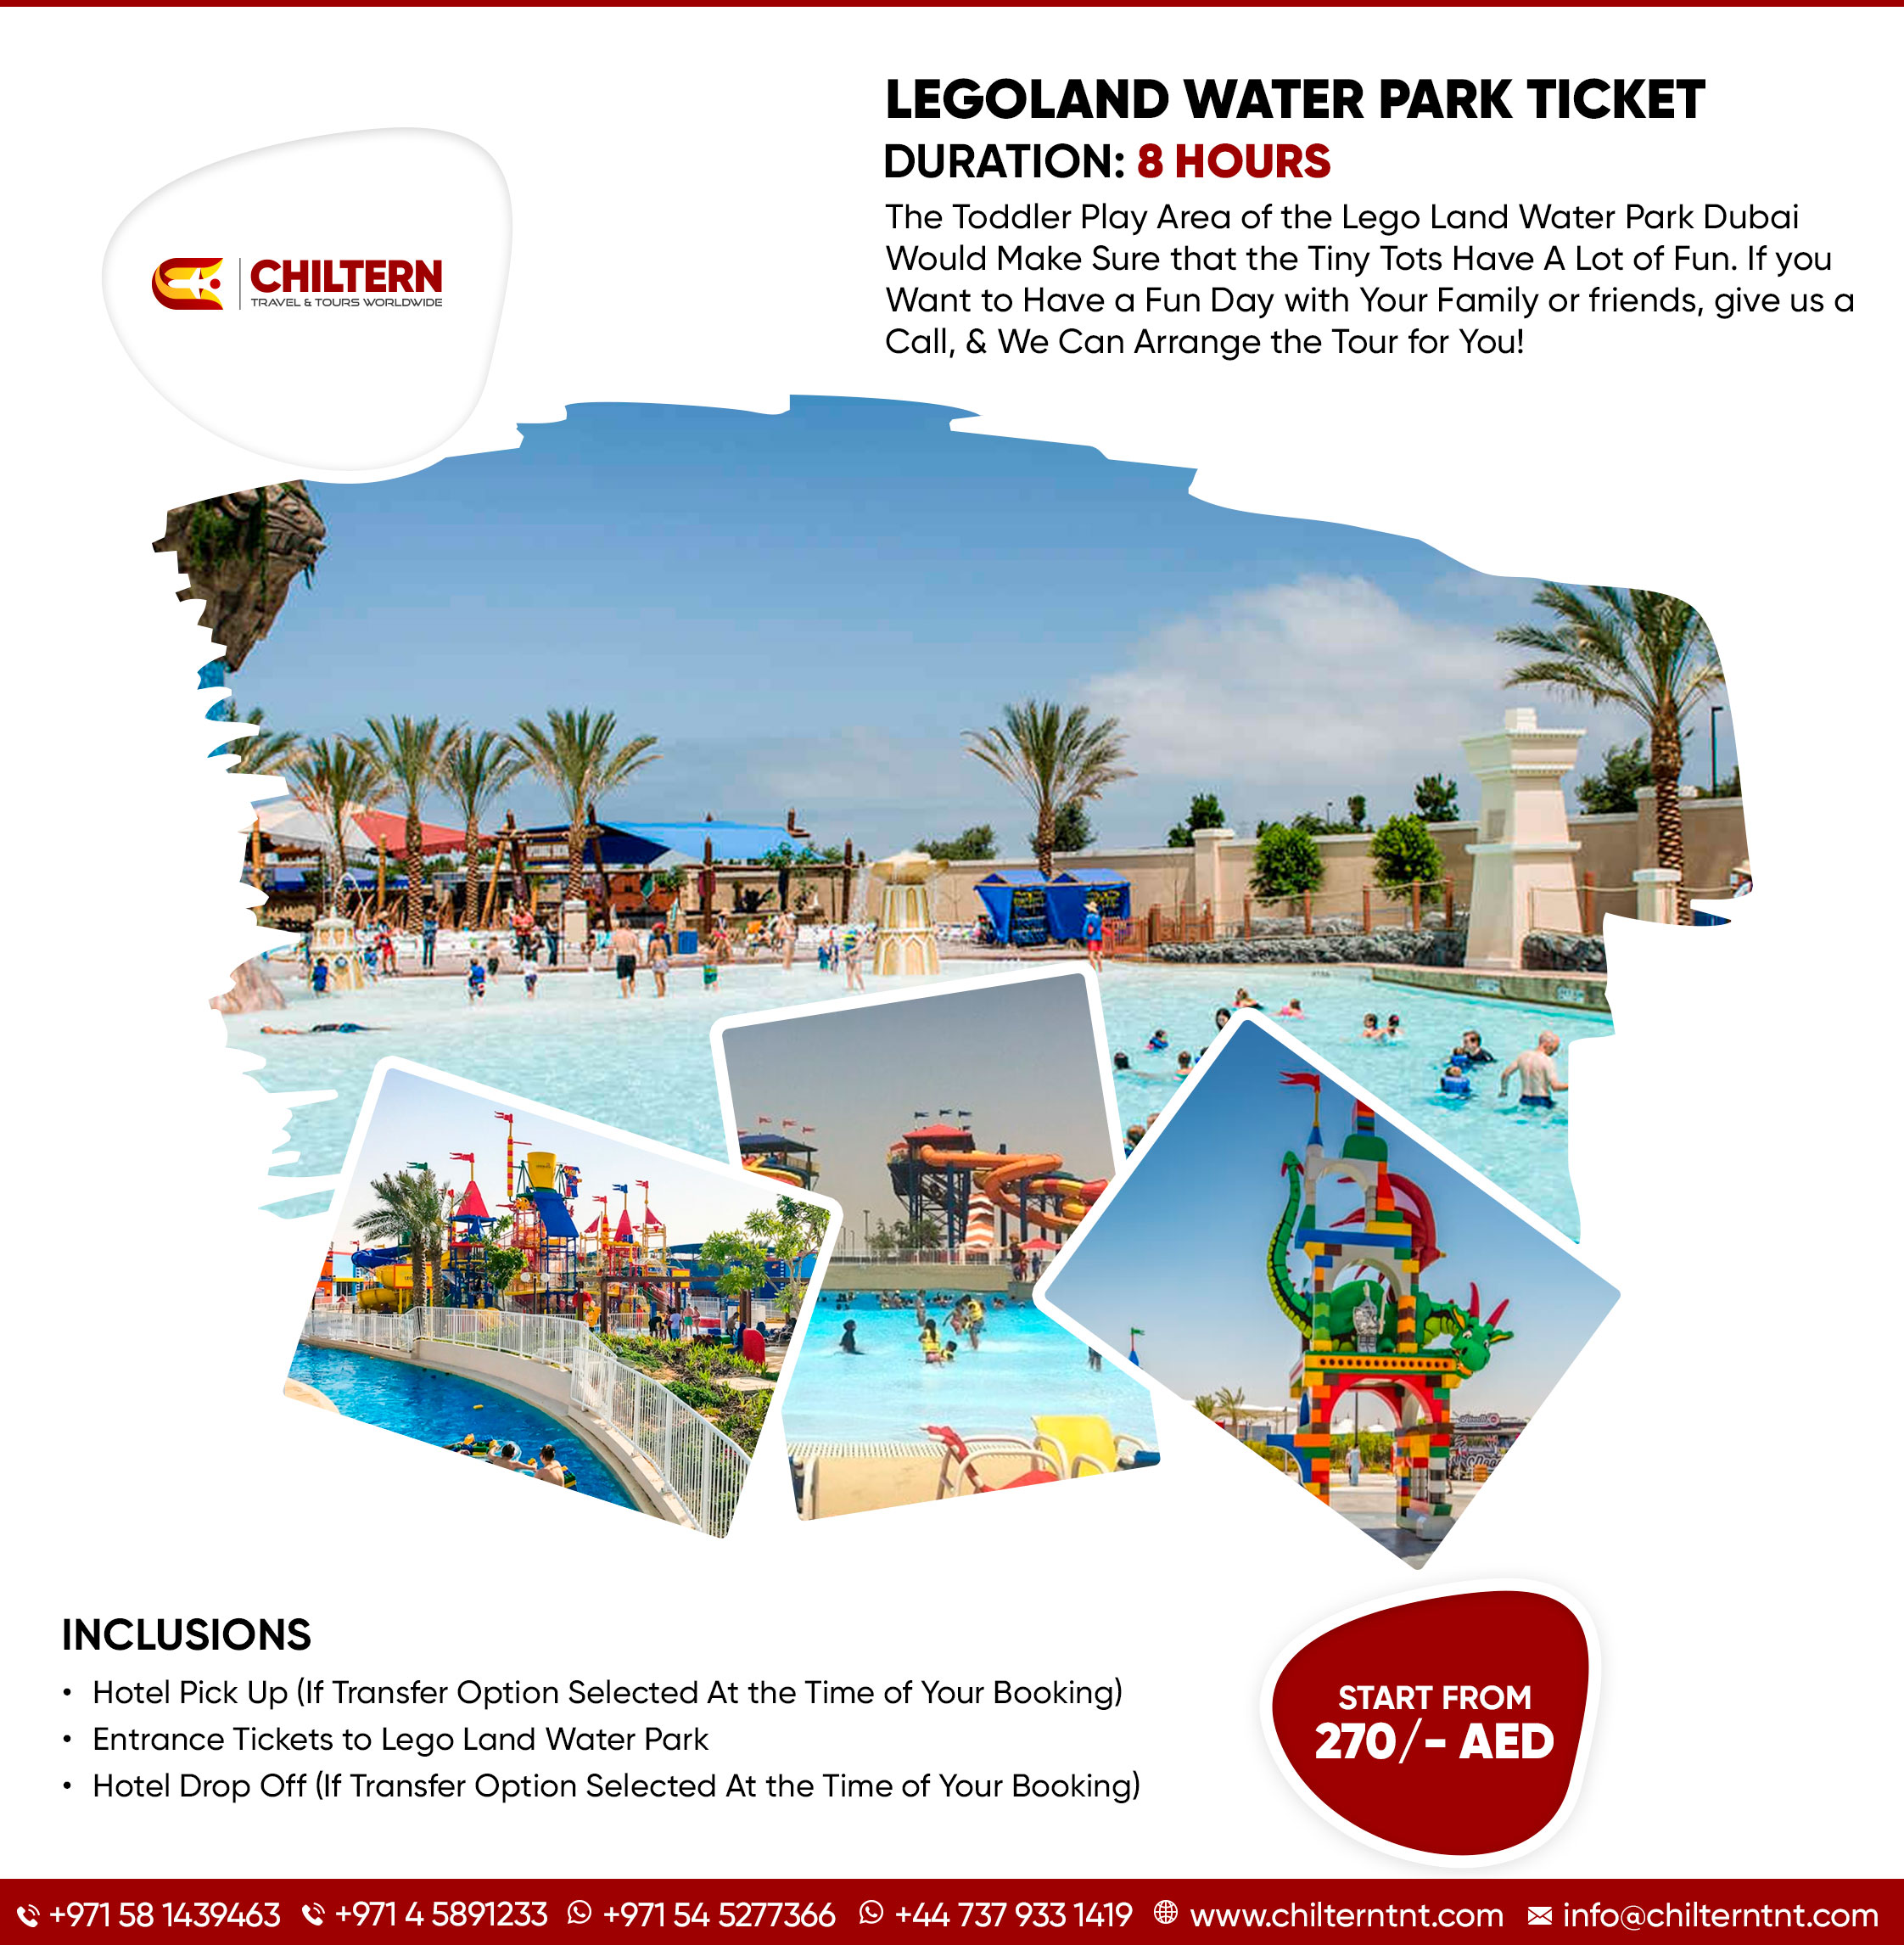 LEGOLAND WATER PARK TICKET
DURATION: 8 HOURS
The Toddler Play Area of the Lego Land Water Park Dubai
Would Make Sure that the Tiny Tots Have A Lot of Fun. If you
Want to Have a Fun Day with Your Family or friends, give us a
Call, & We Can Arrange the Tour for You!
CHILTERN
TRAVEL & TOURS WORLDWIDE
INCLUSIONS
• Hotel Pick Up (If Transfer Option Selected At the Time of Your Booking)
• Entrance Tickets to Lego Land Water Park
• Hotel Drop Off (If Transfer Option Selected At the Time of Your Booking)
START FROM
270/- AED
+971 58 1439463 +971 4 5891233 +971 54 5277366 +44 737 933 1419 www.chilterntnt.com info@chilterntnt.com